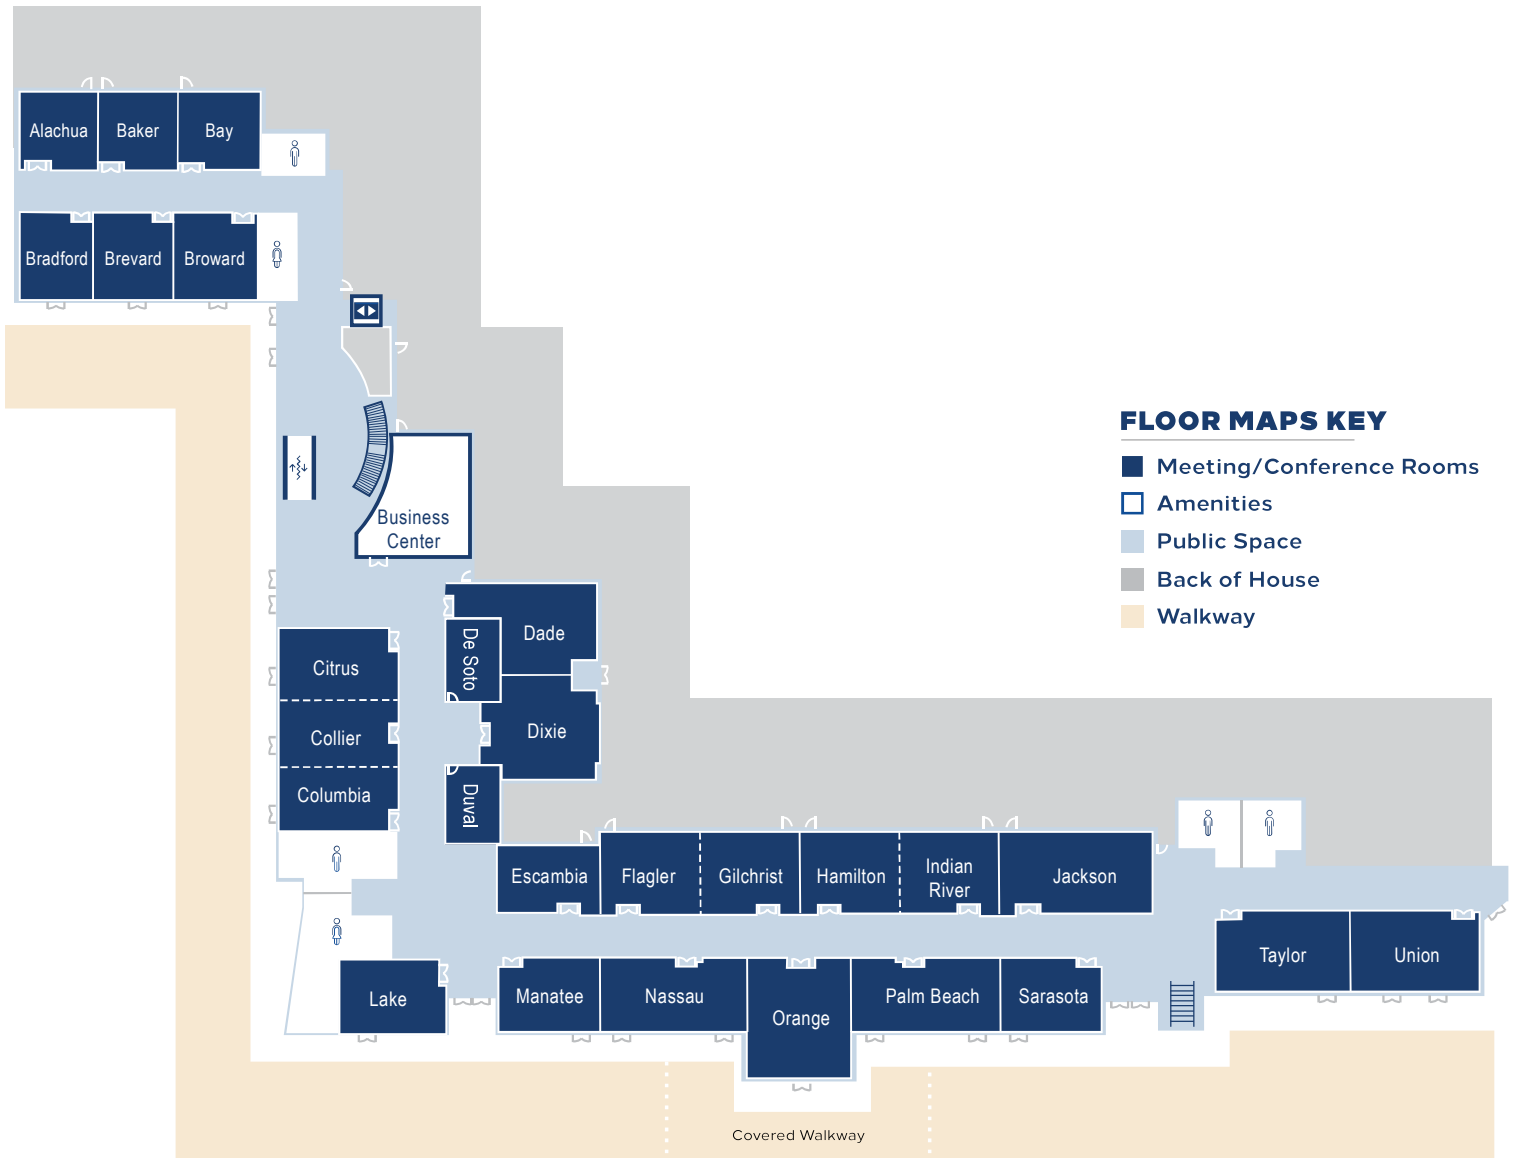 Alachua
Baker
Bay
Bradford
Brevard
Broward
Business
Center
FLOOR MAPS KEY
Meeting/Conference Rooms
Amenities
Public Space
Back of House
Walkway
Dade
De Soto
Citrus
Collier
Dixie
Columbia
Duval
Escambia
Flagler
Gilchrist
Hamilton
Indian
River
Jackson
Taylor
Union
Lake
Manatee
Nassau
Orange
Palm Beach
Sarasota
Covered Walkway